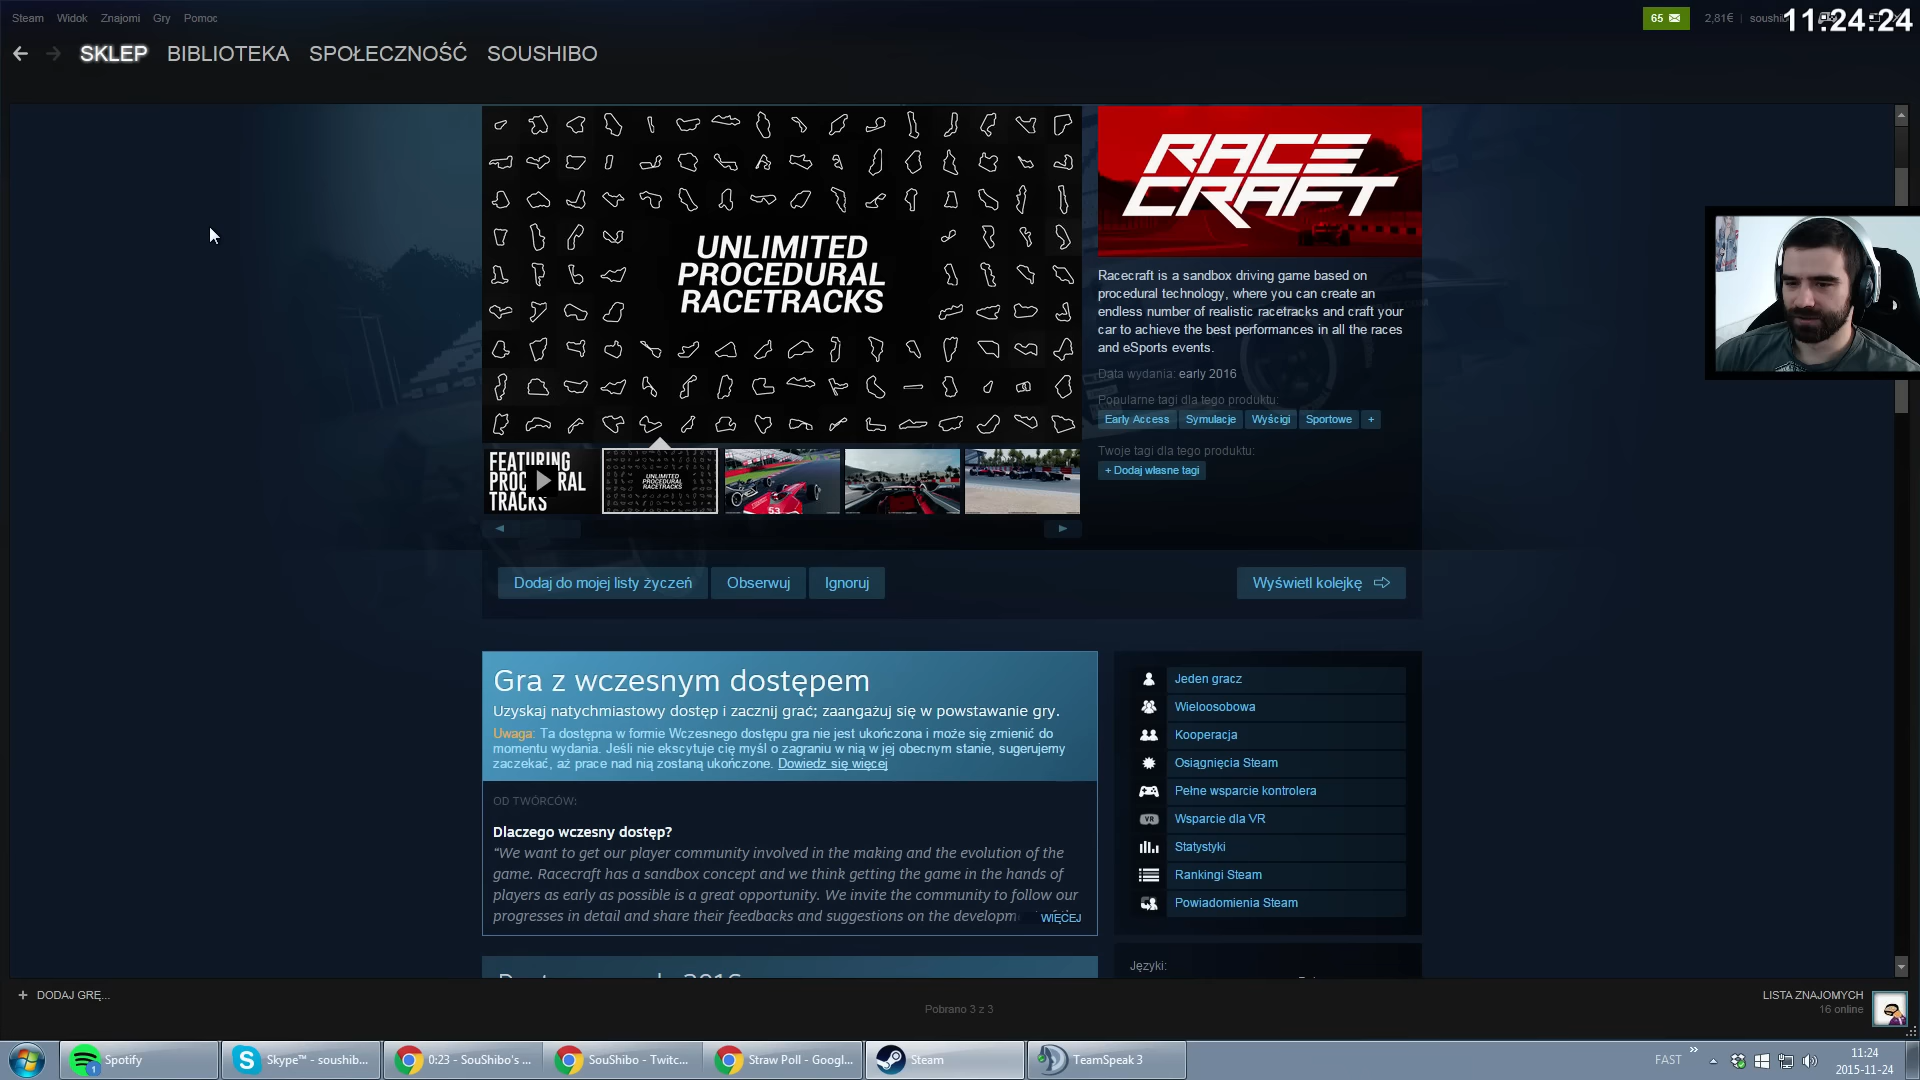 Steam Widok Znajomi Gry Pomoc
65
2,81€
11:24:24
SKLEP BIBLIOTEKA SPOŁECZNOŚĆ SOUSHIBO
UNLIMITED
PROCEDURAL
RACETRACKS
FEATURING
TRACKS
UNLIMITED
PROCEDURAL
RACETRACKS
53
RACE
CRAFT
Racecraft is a sandbox driving game based on
procedural technology, where you can create an
endless number of realistic racetracks and craft your
car to achieve the best performances in all the races
and eSports events.
Data wydania: early 2016
Popularne tagi dla tego produktu:
Early Access Symulacje Wyścigi Sportowe +
Twoje tagi dla tego produktu:
+ Dodaj własne tagi
Dodaj do mojej listy życzeń Obserwuj Ignoruj
Wyświetl kolejkę
Gra z wczesnym dostępem
Uzyskaj natychmiastowy dostęp i zacznij grać; zaangażuj się w powstawanie gry.
Uwaga: Ta dostępna w formie Wczesnego dostępu gra nie jest ukończona i może się zmienić do
momentu wydania. Jeśli nie ekscytuje cię myśl o zagraniu w nią w jej obecnym stanie, sugerujemy
zaczekać, aż prace nad nią zostaną ukończone. Dowiedz się więcej
OD TWÓRCÓW:
Dlaczego wczesny dostęp?
“We want to get our player community involved in the making and the evolution of the
game. Racecraft has a sandbox concept and we think getting the game in the hands of
players as early as possible is a great opportunity. We invite the community to follow our
progresses in detail and share their feedbacks and suggestions on the developm
WIĘCEJ
Jeden gracz
Wieloosobowa
Kooperacja
Osiągnięcia Steam
Pełne wsparcie kontrolera
VR Wsparcie dla VR
Statystyki
Rankingi Steam
Powiadomienia Steam
Języki:
+ DODAJ GRĘ...
Pobrano 3 z 3
LISTA ZNAJOMYCH
16 online
Spotify
1
Skype™ - soushib...
0:23 - SouShibo's ...
SouShibo - Twitc...
Straw Poll - Googl...
Steam
TeamSpeak 3
FAST
11:24
2015-11-24